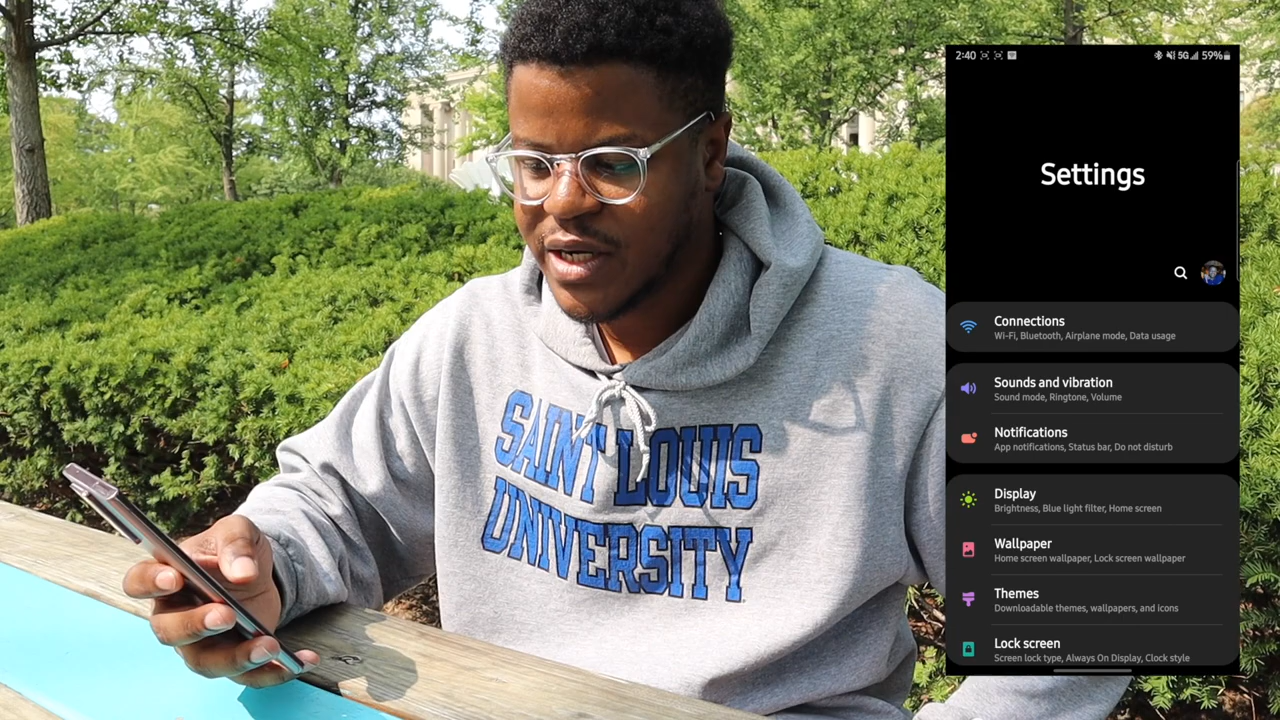 SAINT LOUIS
UNIVERSITY
2:40
5G 59%
Settings
Connections
Wi-Fi, Bluetooth, Airplane mode, Data usage
Sounds and vibration
Sound mode, Ringtone, Volume
Notifications
App notifications, Status bar, Do not disturb
Display
Brightness, Blue light filter, Home screen
Wallpaper
Home screen wallpaper, Lock screen wallpaper
Themes
Downloadable themes, wallpapers, and icons
Lock screen
Screen lock type, Always On Display, Clock style